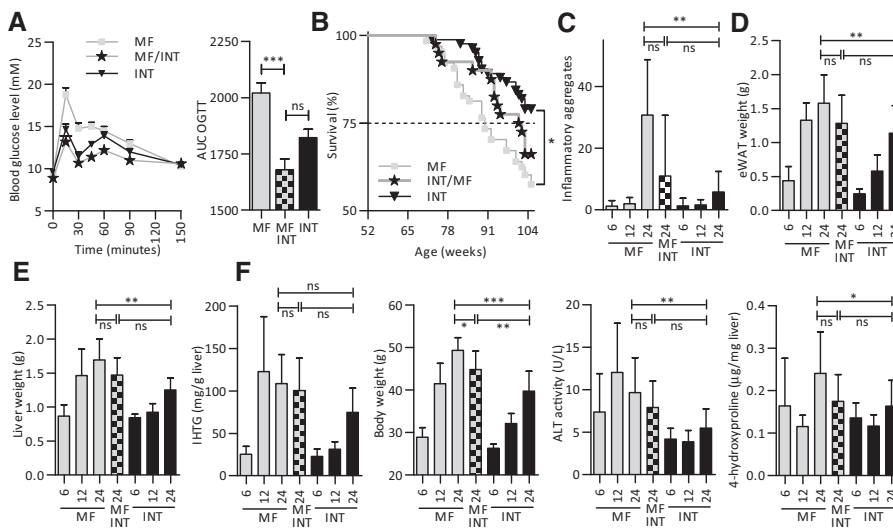 A
Blood glucose level (mM)
25
20
15
10
5
MF
MF/INT
INT
0
30
60
90
120
150
Time (minutes)
AUC OGTT
2250
2000
1750
1500
***
ns
MF
MF
INT
INT
B
Survival (%)
100
75
50
MF
INT/MF
INT
*
52
65
78
91
104
Age (weeks)
C
Inflammatory aggregates
60
40
20
0
**
ns
ns
6
12
24
24
6
12
24
MF
MF
INT
INT
D
eWAT weight (g)
2.5
2.0
1.5
1.0
0.5
0.0
**
ns
ns
6
12
24
24
6
12
24
MF
MF
INT
INT
E
Liver weight (g)
2.5
2.0
1.5
1.0
0.5
0.0
**
ns
ns
6
12
24
24
6
12
24
MF
MF
INT
INT
F
IHTG (mg/g liver)
200
150
100
50
0
ns
ns
ns
6
12
24
24
6
12
24
MF
MF
INT
INT
Body weight (g)
60
50
40
30
20
***
*
**
6
12
24
24
6
12
24
MF
MF
INT
INT
ALT activity (U/L)
20
15
10
5
0
**
ns
ns
6
12
24
24
6
12
24
MF
MF
INT
INT
4-hydroxyproline (µg/mg liver)
0.4
0.3
0.2
0.1
0.0
*
ns
ns
6
12
24
24
6
12
24
MF
MF
INT
INT